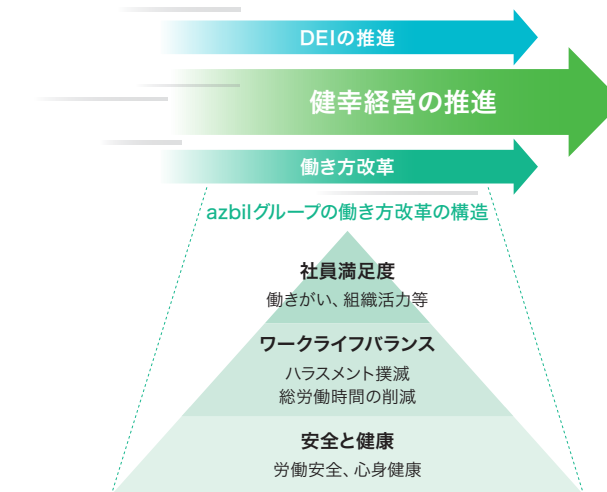 DEIの推進
健幸経営の推進
働き方改革
azbilグループの働き方改革の構造
社員満足度
働きがい、組織活力等
ワークライフバランス
ハラスメント撲滅
総労働時間の削減
安全と健康
労働安全、心身健康